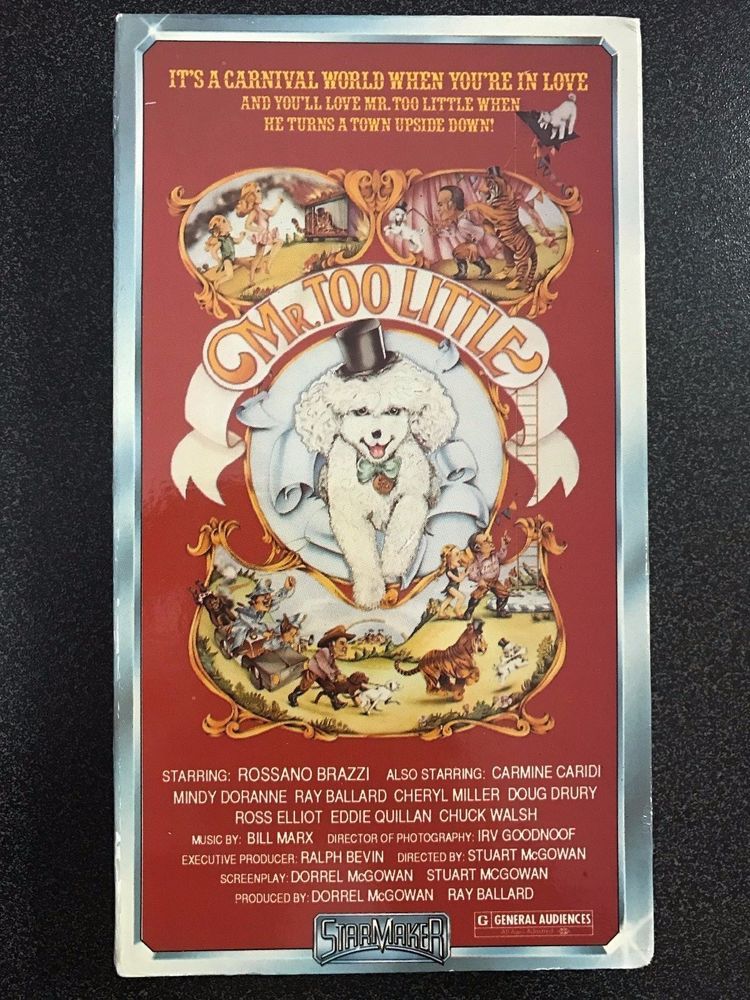 IT'S A CARNIVAL WORLD WHEN YOU'RE IN LOVE
AND YOU'LL LOVE MR. TOO LITTLE WHEN
HE TURNS A TOWN UPSIDE DOWN!
MR. TOO LITTLE
STARRING: ROSSANO BRAZZI ALSO STARRING: CARMINE CARIDI
MINDY DORANNE RAY BALLARD CHERYL MILLER DOUG DRURY
ROSS ELLIOT EDDIE QUILLAN CHUCK WALSH
MUSIC BY: BILL MARX DIRECTOR OF PHOTOGRAPHY: IRV GOODNOOF
EXECUTIVE PRODUCER: RALPH BEVIN DIRECTED BY: STUART McGOWAN
SCREENPLAY: DORREL McGOWAN STUART MCGOWAN
PRODUCED BY: DORREL McGOWAN RAY BALLARD
STARMAKER
G GENERAL AUDIENCES
All Ages Admitted